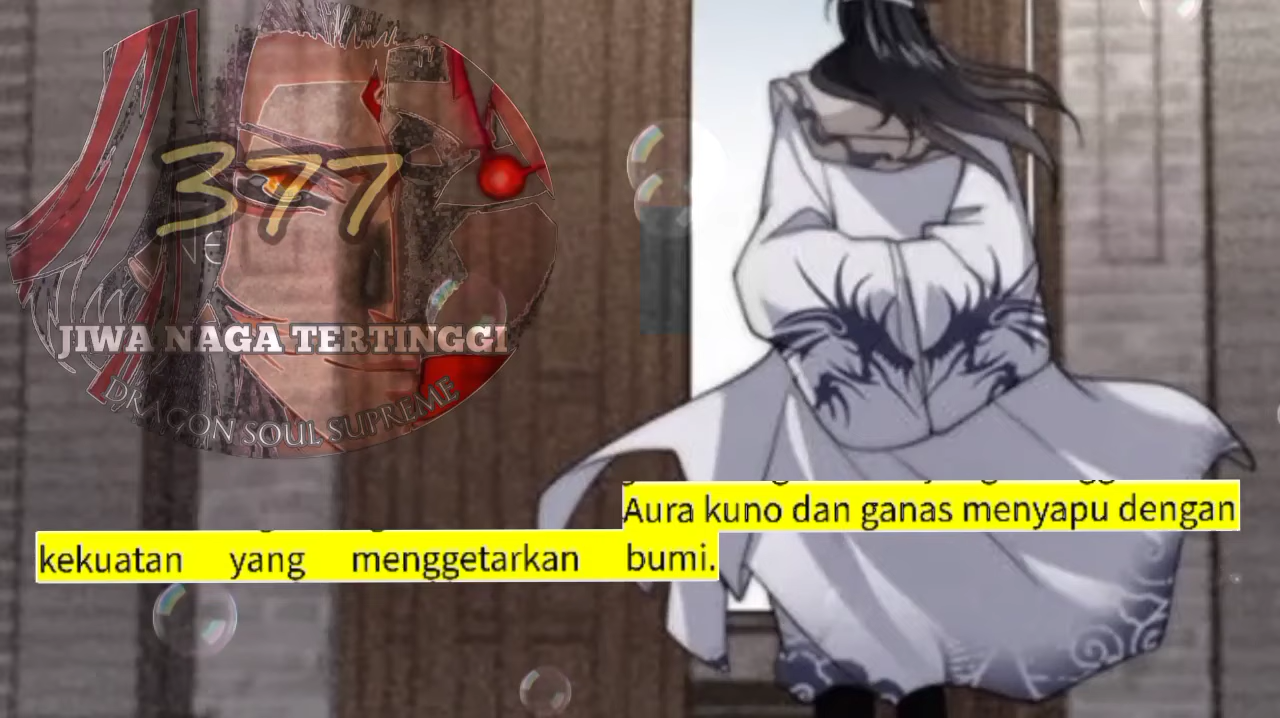 377
JIWA NAGA TERTINGGI
DRAGON SOUL SUPREME
Aura kuno dan ganas menyapu dengan
kekuatan yang menggetarkan bumi.